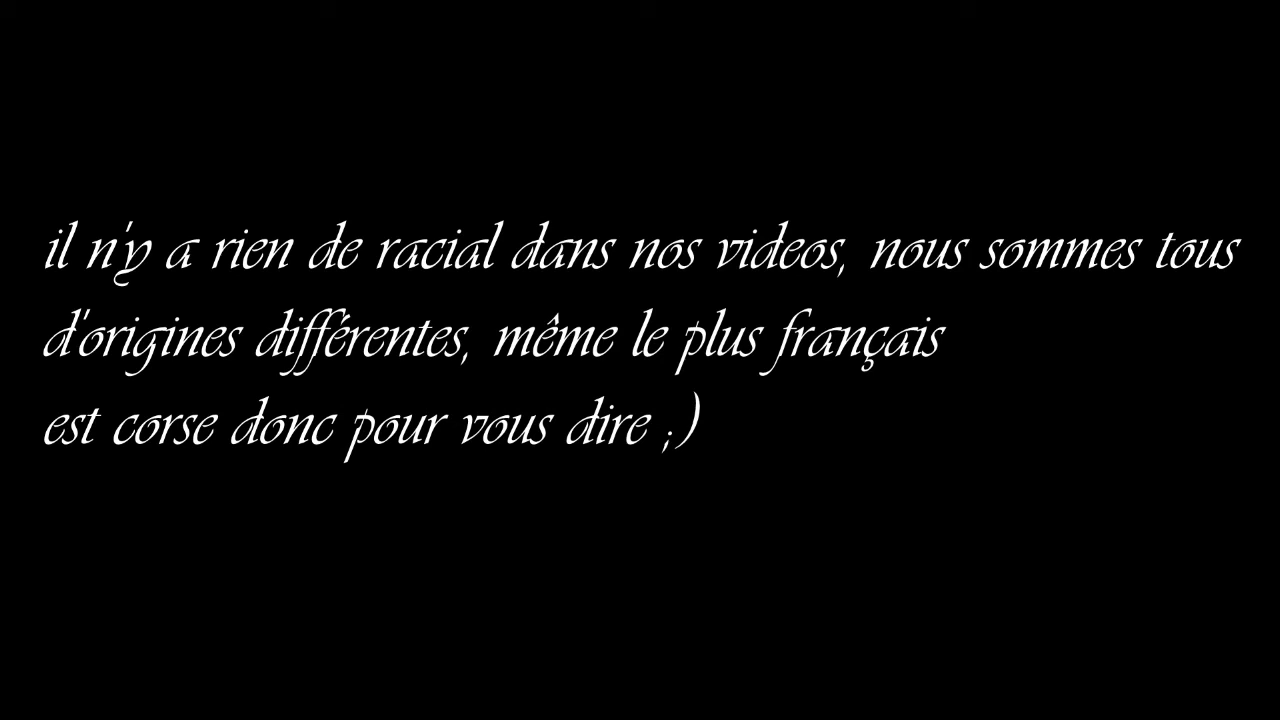 il n'y a rien de racial dans nos videos, nous sommes tous
d'origines différentes, même le plus français
est corse donc pour vous dire ;)